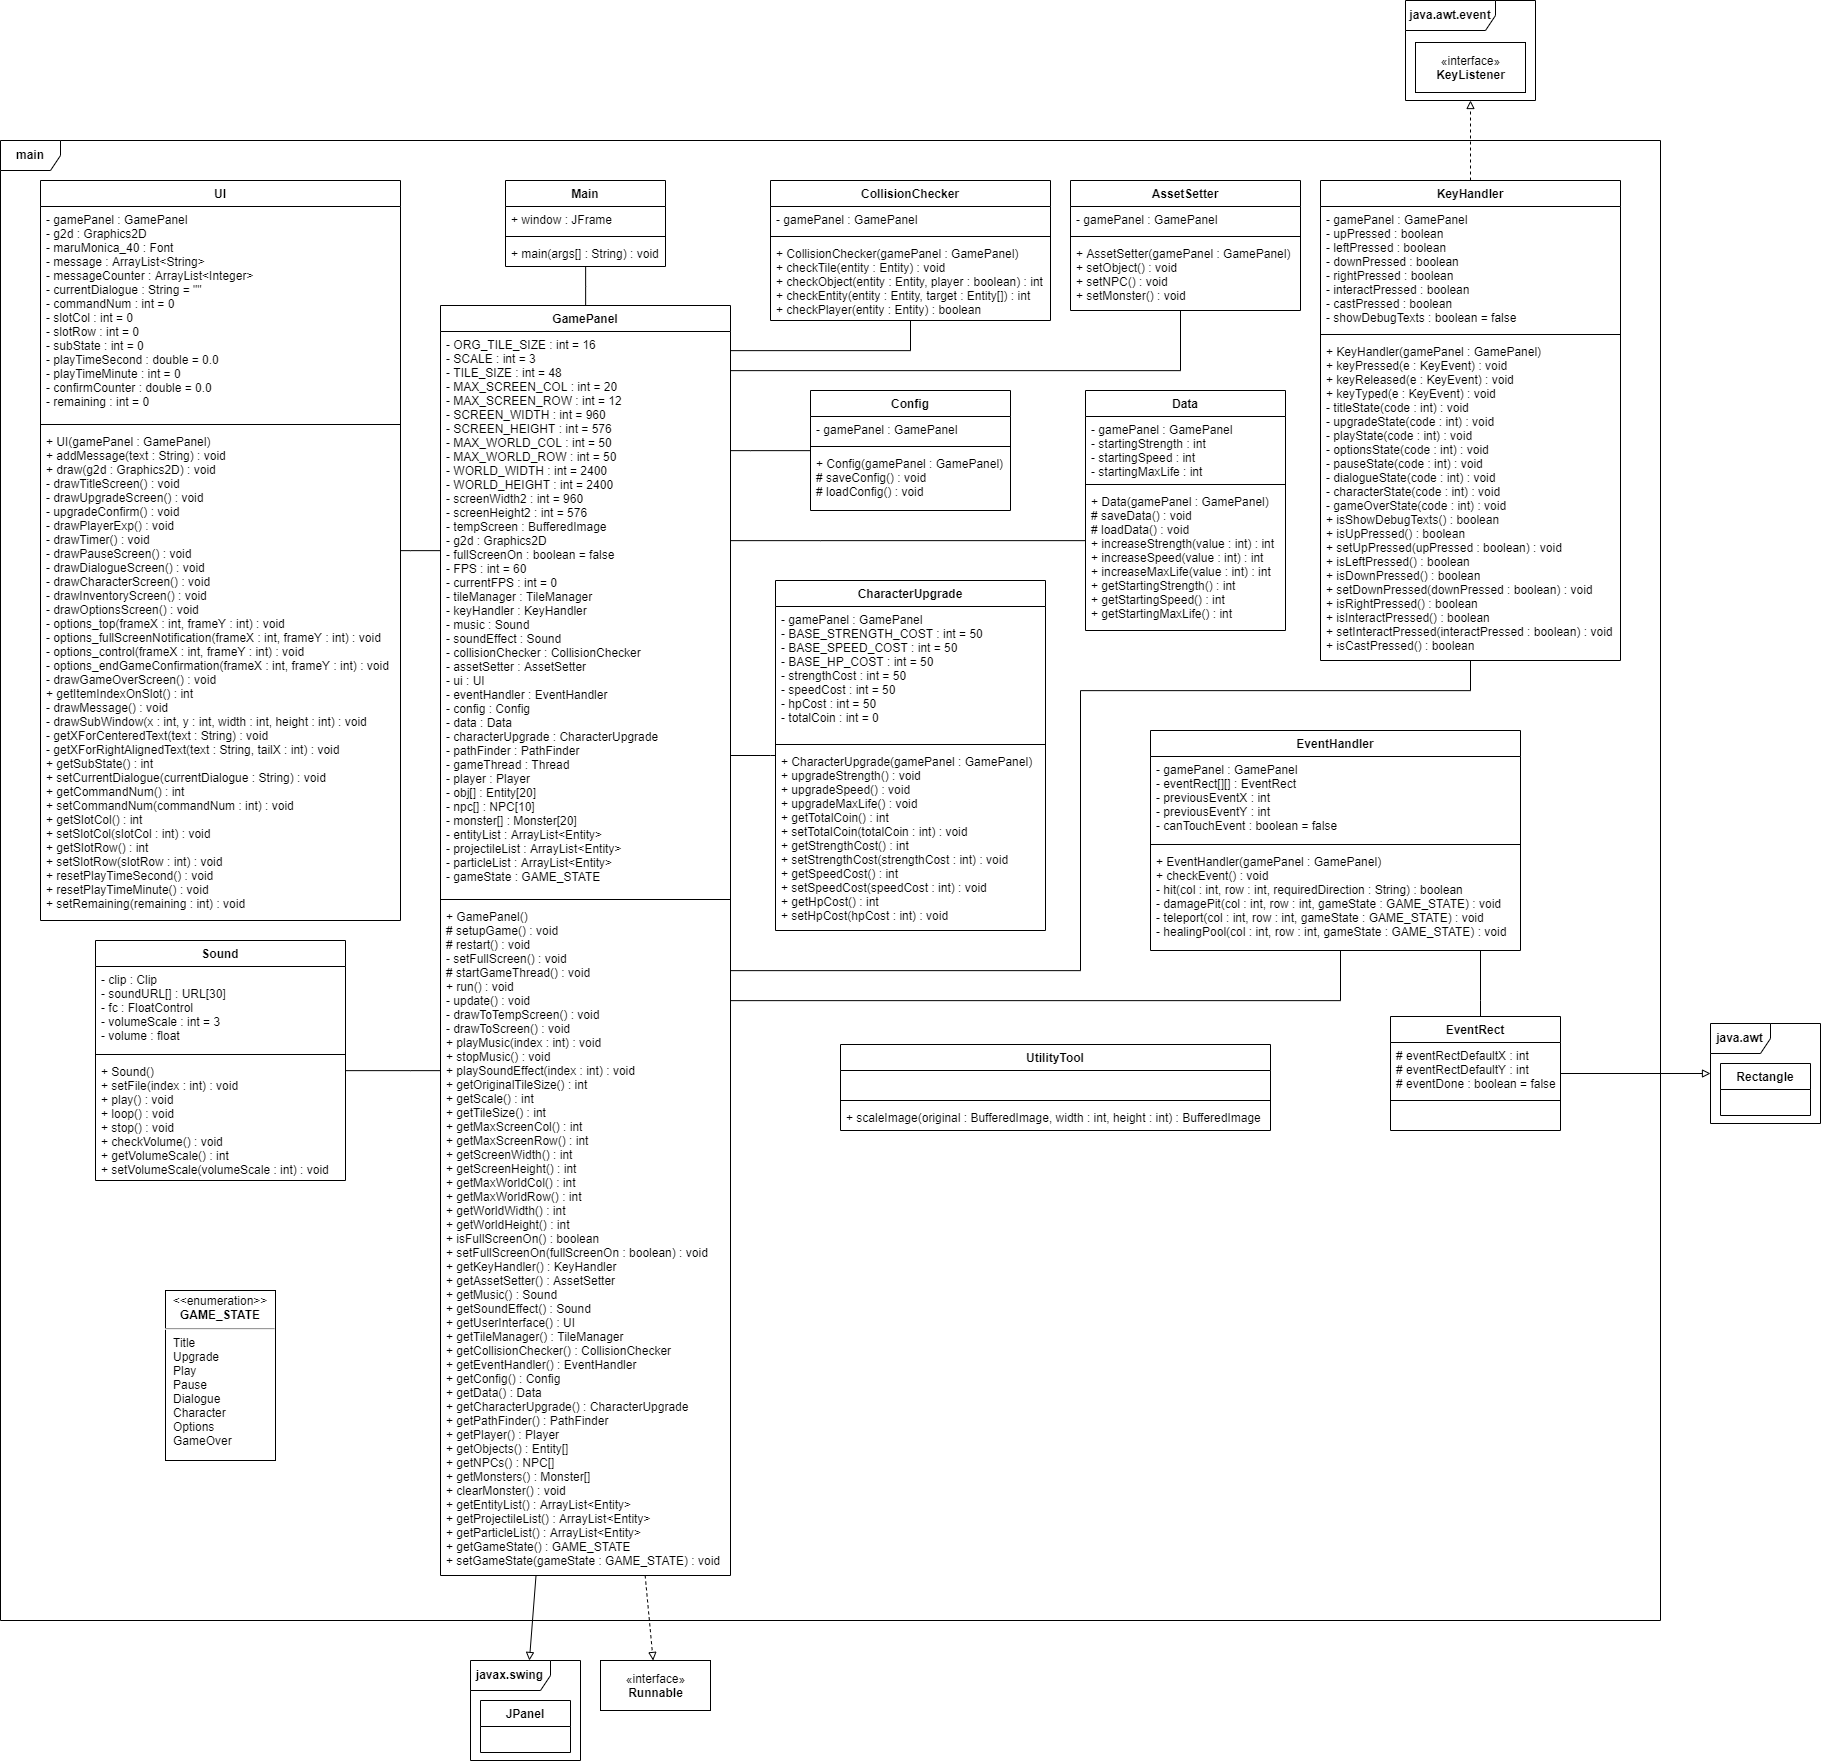 java.awt.event
«interface»
KeyListener
main
UI
- gamePanel : GamePanel
- g2d : Graphics2D
- maruMonica_40 : Font
- message : ArrayList<String>
- messageCounter : ArrayList<Integer>
- currentDialogue : String = ""
- commandNum : int = 0
- slotCol : int = 0
- slotRow : int = 0
- subState : int = 0
- playTimeSecond : double = 0.0
- playTimeMinute : int = 0
- confirmCounter : double = 0.0
- remaining : int = 0
+ UI(gamePanel : GamePanel)
+ addMessage(text : String) : void
+ draw(g2d : Graphics2D) : void
- drawTitleScreen() : void
- drawUpgradeScreen() : void
- upgradeConfirm() : void
- drawPlayerExp() : void
- drawTimer() : void
- drawPauseScreen() : void
- drawDialogueScreen() : void
- drawCharacterScreen() : void
- drawInventoryScreen() : void
- drawOptionsScreen() : void
- options_top(frameX : int, frameY : int) : void
- options_fullScreenNotification(frameX : int, frameY : int) : void
- options_control(frameX : int, frameY : int) : void
- options_endGameConfirmation(frameX : int, frameY : int) : void
- drawGameOverScreen() : void
+ getItemIndexOnSlot() : int
- drawMessage() : void
- drawSubWindow(x : int, y : int, width : int, height : int) : void
- getXForCenteredText(text : String) : void
- getXForRightAlignedText(text : String, tailX : int) : void
+ getSubState() : int
+ setCurrentDialogue(currentDialogue : String) : void
+ getCommandNum() : int
+ setCommandNum(commandNum : int) : void
+ getSlotCol() : int
+ setSlotCol(slotCol : int) : void
+ getSlotRow() : int
+ setSlotRow(slotRow : int) : void
+ resetPlayTimeSecond() : void
+ resetPlayTimeMinute() : void
+ setRemaining(remaining : int) : void
Main
+ window : JFrame
+ main(args[] : String) : void
CollisionChecker
- gamePanel : GamePanel
+ CollisionChecker(gamePanel : GamePanel)
+ checkTile(entity : Entity) : void
+ checkObject(entity : Entity, player : boolean) : int
+ checkEntity(entity : Entity, target : Entity[]) : int
+ checkPlayer(entity : Entity) : boolean
AssetSetter
- gamePanel : GamePanel
+ AssetSetter(gamePanel : GamePanel)
+ setObject() : void
+ setNPC() : void
+ setMonster() : void
KeyHandler
- gamePanel : GamePanel
- upPressed : boolean
- leftPressed : boolean
- downPressed : boolean
- rightPressed : boolean
- interactPressed : boolean
- castPressed : boolean
- showDebugTexts : boolean = false
+ KeyHandler(gamePanel : GamePanel)
+ keyPressed(e : KeyEvent) : void
+ keyReleased(e : KeyEvent) : void
+ keyTyped(e : KeyEvent) : void
- titleState(code : int) : void
- upgradeState(code : int) : void
- playState(code : int) : void
- optionsState(code : int) : void
- pauseState(code : int) : void
- dialogueState(code : int) : void
- characterState(code : int) : void
- gameOverState(code : int) : void
+ isShowDebugTexts() : boolean
+ isUpPressed() : boolean
+ setUpPressed(upPressed : boolean) : void
+ isLeftPressed() : boolean
+ isDownPressed() : boolean
+ setDownPressed(downPressed : boolean) : void
+ isRightPressed() : boolean
+ isInteractPressed() : boolean
+ setInteractPressed(interactPressed : boolean) : void
+ isCastPressed() : boolean
GamePanel
- ORG_TILE_SIZE : int = 16
- SCALE : int = 3
- TILE_SIZE : int = 48
- MAX_SCREEN_COL : int = 20
- MAX_SCREEN_ROW : int = 12
- SCREEN_WIDTH : int = 960
- SCREEN_HEIGHT : int = 576
- MAX_WORLD_COL : int = 50
- MAX_WORLD_ROW : int = 50
- WORLD_WIDTH : int = 2400
- WORLD_HEIGHT : int = 2400
- screenWidth2 : int = 960
- screenHeight2 : int = 576
- tempScreen : BufferedImage
- g2d : Graphics2D
- fullScreenOn : boolean = false
- FPS : int = 60
- currentFPS : int = 0
- tileManager : TileManager
- keyHandler : KeyHandler
- music : Sound
- soundEffect : Sound
- collisionChecker : CollisionChecker
- assetSetter : AssetSetter
- ui : UI
- eventHandler : EventHandler
- config : Config
- data : Data
- characterUpgrade : CharacterUpgrade
- pathFinder : PathFinder
- gameThread : Thread
- player : Player
- obj[] : Entity[20]
- npc[] : NPC[10]
- monster[] : Monster[20]
- entityList : ArrayList<Entity>
- projectileList : ArrayList<Entity>
- particleList : ArrayList<Entity>
- gameState : GAME_STATE
+ GamePanel()
# setupGame() : void
# restart() : void
- setFullScreen() : void
# startGameThread() : void
+ run() : void
- update() : void
- drawToTempScreen() : void
- drawToScreen() : void
+ playMusic(index : int) : void
+ stopMusic() : void
+ playSoundEffect(index : int) : void
+ getOriginalTileSize() : int
+ getScale() : int
+ getTileSize() : int
+ getMaxScreenCol() : int
+ getMaxScreenRow() : int
+ getScreenWidth() : int
+ getScreenHeight() : int
+ getMaxWorldCol() : int
+ getMaxWorldRow() : int
+ getWorldWidth() : int
+ getWorldHeight() : int
+ isFullScreenOn() : boolean
+ setFullScreenOn(fullScreenOn : boolean) : void
+ getKeyHandler() : KeyHandler
+ getAssetSetter() : AssetSetter
+ getMusic() : Sound
+ getSoundEffect() : Sound
+ getUserInterface() : UI
+ getTileManager() : TileManager
+ getCollisionChecker() : CollisionChecker
+ getEventHandler() : EventHandler
+ getConfig() : Config
+ getData() : Data
+ getCharacterUpgrade() : CharacterUpgrade
+ getPathFinder() : PathFinder
+ getPlayer() : Player
+ getObjects() : Entity[]
+ getNPCs() : NPC[]
+ getMonsters() : Monster[]
+ clearMonster() : void
+ getEntityList() : ArrayList<Entity>
+ getProjectileList() : ArrayList<Entity>
+ getParticleList() : ArrayList<Entity>
+ getGameState() : GAME_STATE
+ setGameState(gameState : GAME_STATE) : void
Config
- gamePanel : GamePanel
+ Config(gamePanel : GamePanel)
# saveConfig() : void
# loadConfig() : void
Data
- gamePanel : GamePanel
- startingStrength : int
- startingSpeed : int
- startingMaxLife : int
+ Data(gamePanel : GamePanel)
# saveData() : void
# loadData() : void
+ increaseStrength(value : int) : int
+ increaseSpeed(value : int) : int
+ increaseMaxLife(value : int) : int
+ getStartingStrength() : int
+ getStartingSpeed() : int
+ getStartingMaxLife() : int
CharacterUpgrade
- gamePanel : GamePanel
- BASE_STRENGTH_COST : int = 50
- BASE_SPEED_COST : int = 50
- BASE_HP_COST : int = 50
- strengthCost : int = 50
- speedCost : int = 50
- hpCost : int = 50
- totalCoin : int = 0
+ CharacterUpgrade(gamePanel : GamePanel)
+ upgradeStrength() : void
+ upgradeSpeed() : void
+ upgradeMaxLife() : void
+ getTotalCoin() : int
+ setTotalCoin(totalCoin : int) : void
+ getStrengthCost() : int
+ setStrengthCost(strengthCost : int) : void
+ getSpeedCost() : int
+ setSpeedCost(speedCost : int) : void
+ getHpCost() : int
+ setHpCost(hpCost : int) : void
EventHandler
- gamePanel : GamePanel
- eventRect[][] : EventRect
- previousEventX : int
- previousEventY : int
- canTouchEvent : boolean = false
+ EventHandler(gamePanel : GamePanel)
+ checkEvent() : void
- hit(col : int, row : int, requiredDirection : String) : boolean
- damagePit(col : int, row : int, gameState : GAME_STATE) : void
- teleport(col : int, row : int, gameState : GAME_STATE) : void
- healingPool(col : int, row : int, gameState : GAME_STATE) : void
Sound
- clip : Clip
- soundURL[] : URL[30]
- fc : FloatControl
- volumeScale : int = 3
- volume : float
+ Sound()
+ setFile(index : int) : void
+ play() : void
+ loop() : void
+ stop() : void
+ checkVolume() : void
+ getVolumeScale() : int
+ setVolumeScale(volumeScale : int) : void
UtilityTool
+ scaleImage(original : BufferedImage, width : int, height : int) : BufferedImage
EventRect
# eventRectDefaultX : int
# eventRectDefaultY : int
# eventDone : boolean = false
java.awt
Rectangle
<<enumeration>>
GAME_STATE
Title
Upgrade
Play
Pause
Dialogue
Character
Options
GameOver
javax.swing
JPanel
«interface»
Runnable